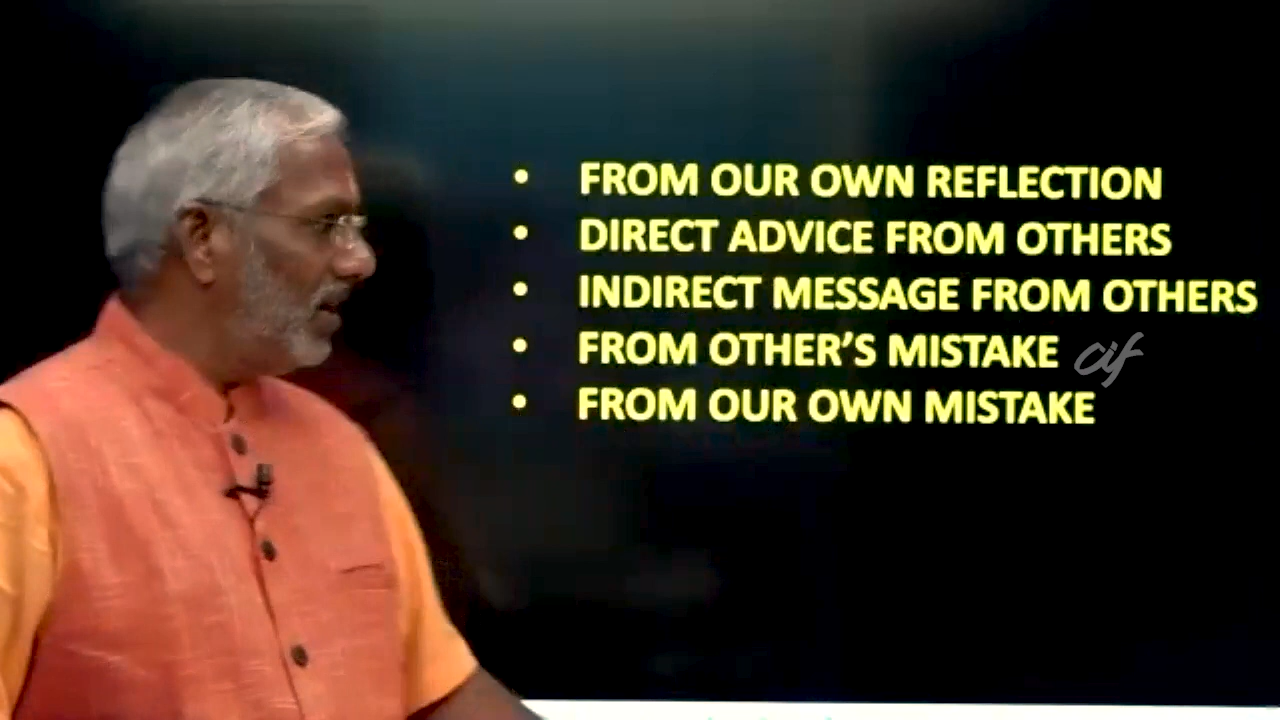 • FROM OUR OWN REFLECTION
• DIRECT ADVICE FROM OTHERS
• INDIRECT MESSAGE FROM OTHERS
• FROM OTHER’S MISTAKE
cif
• FROM OUR OWN MISTAKE